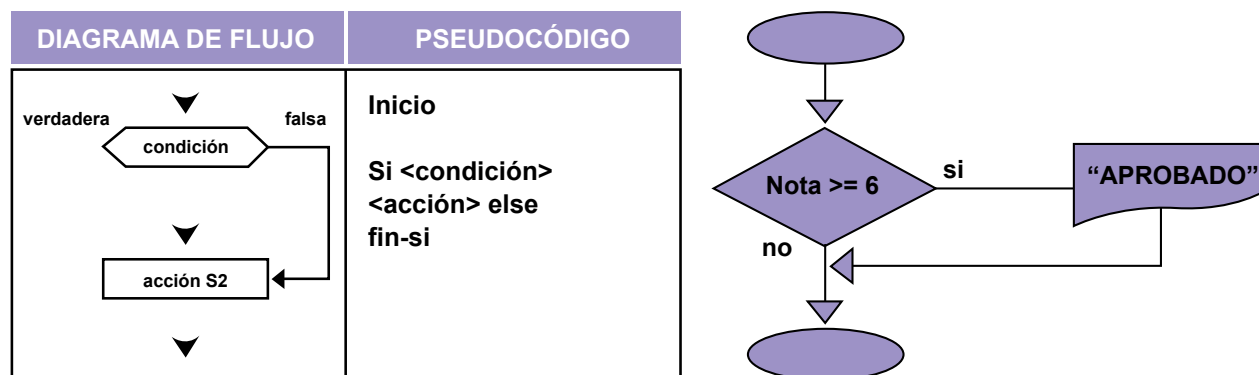 DIAGRAMA DE FLUJO
PSEUDOCÓDIGO
verdadera
falsa
condición
acción S2
Inicio
Si <condición>
<acción> else
fin-si
Nota >= 6
si
“APROBADO”
no